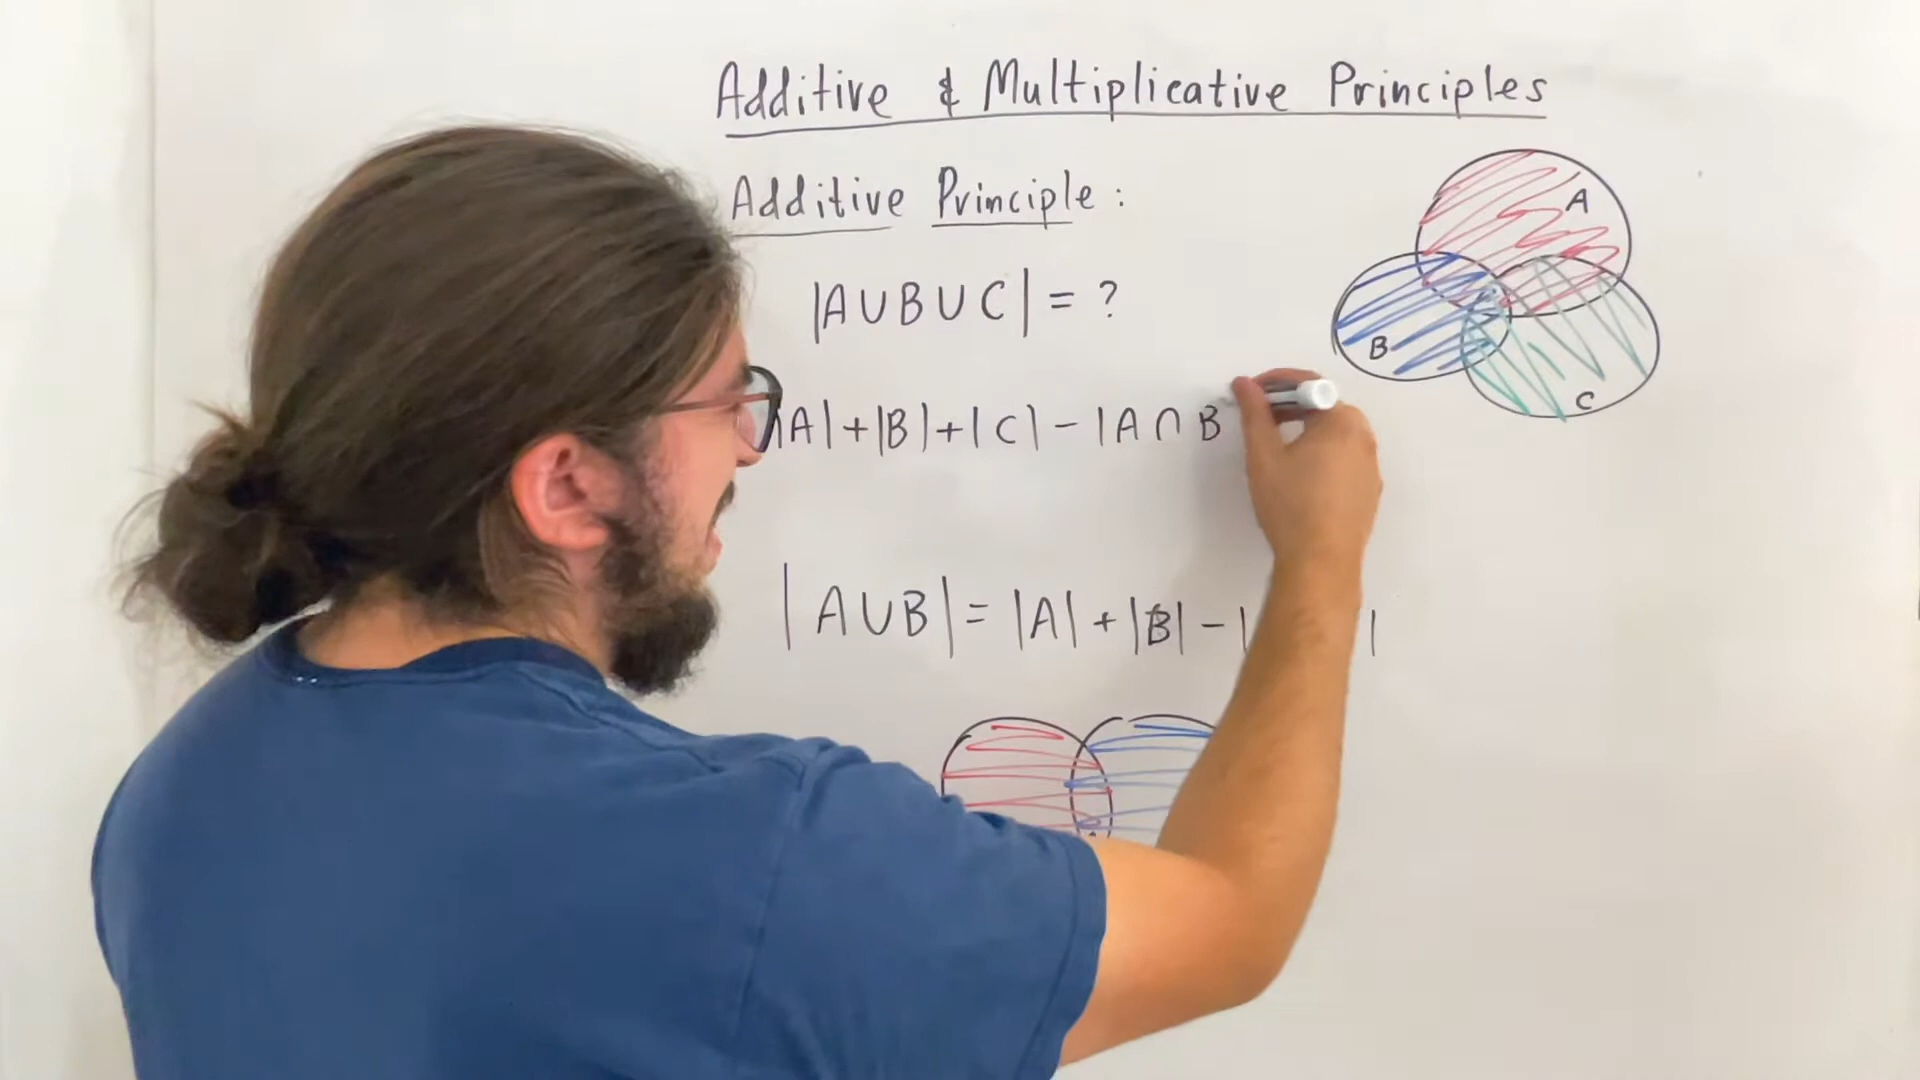 Additive & Multiplicative Principles
Additive Principle:
|A∪B∪C| = ?
|A|+|B|+|C|-|A∩B
|A∪B| = |A| + |B| - | |
A
B
C